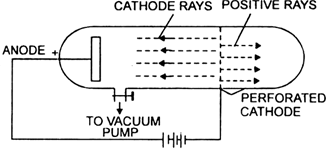 CATHODE RAYS
POSITIVE RAYS
ANODE +
PERFORATED
CATHODE
TO VACUUM
PUMP